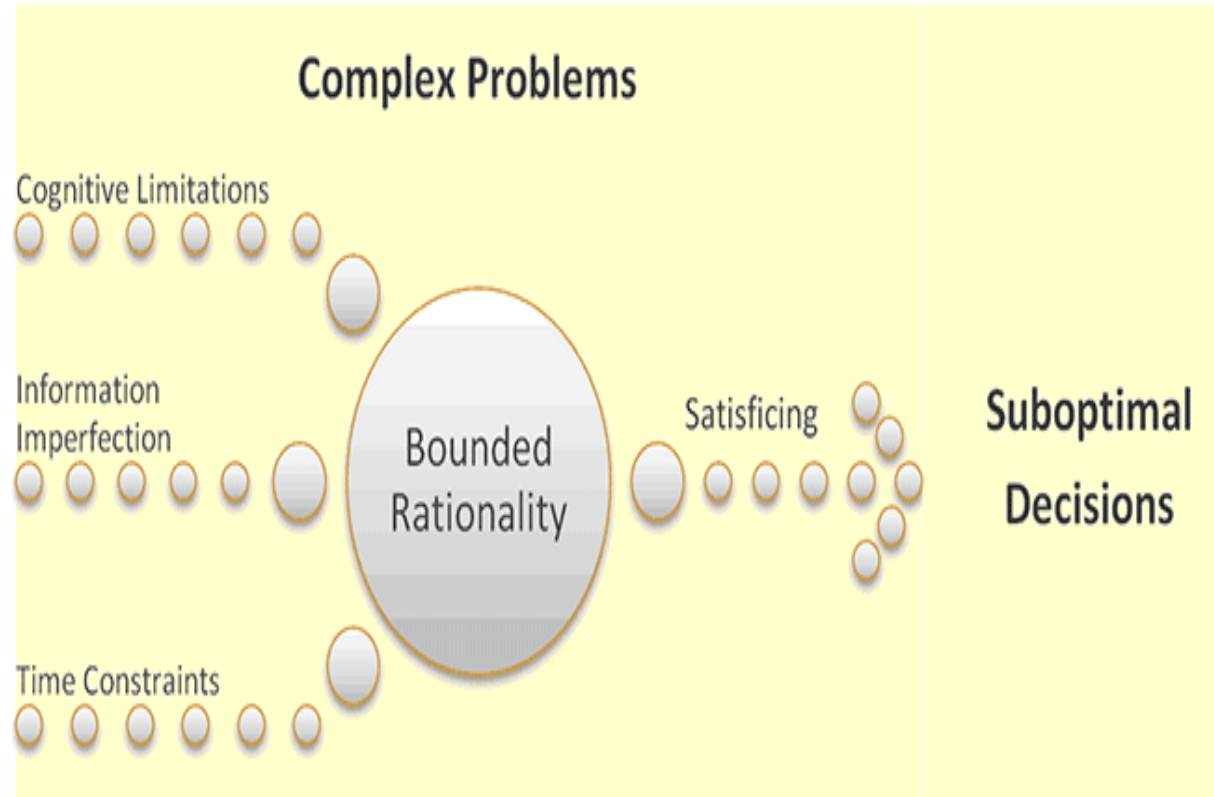 Complex Problems
Cognitive Limitations
Information
Imperfection
Time Constraints
Bounded
Rationality
Satisficing
Suboptimal
Decisions